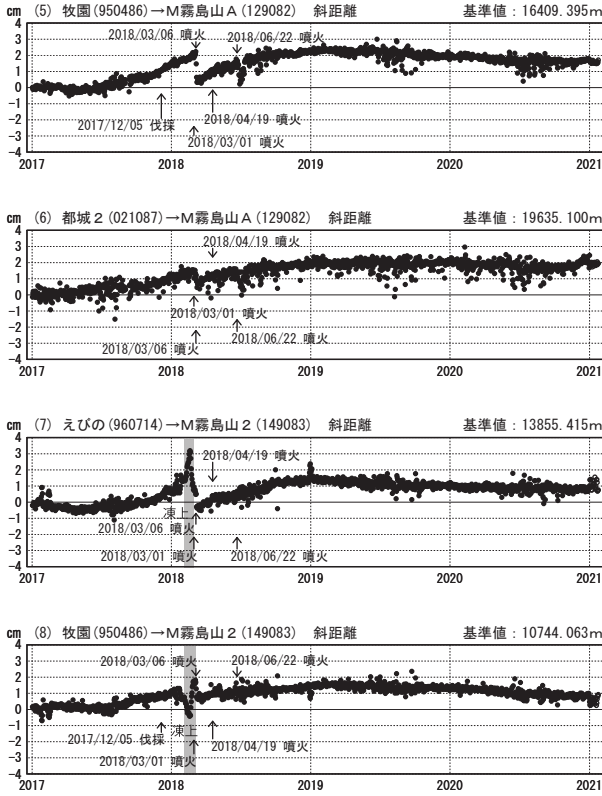 cm (5) 牧園(950486)→M霧島山A(129082) 斜距離 基準値:16409.395m
4
3
2
1
0
-1
-2
-3
-4
2018/03/06 噴火
2018/06/22 噴火
2017/12/05 伐採
2018/04/19 噴火
2018/03/01 噴火
2017 2018 2019 2020 2021
cm (6) 都城2(021087)→M霧島山A(129082) 斜距離 基準値:19635.100m
4
3
2
1
0
-1
-2
-3
-4
2018/04/19 噴火
2018/03/01 噴火
2018/03/06 噴火
2018/06/22 噴火
2017 2018 2019 2020 2021
cm (7) えびの(960714)→M霧島山2(149083) 斜距離 基準値:13855.415m
4
3
2
1
0
-1
-2
-3
-4
2018/04/19 噴火
凍上
2018/03/06 噴火
2018/03/01 噴火
2018/06/22 噴火
2017 2018 2019 2020 2021
cm (8) 牧園(950486)→M霧島山2(149083) 斜距離 基準値:10744.063m
4
3
2
1
0
-1
-2
-3
-4
2018/03/06 噴火
2018/06/22 噴火
2017/12/05 伐採
凍上
2018/04/19 噴火
2018/03/01 噴火
2017 2018 2019 2020 2021